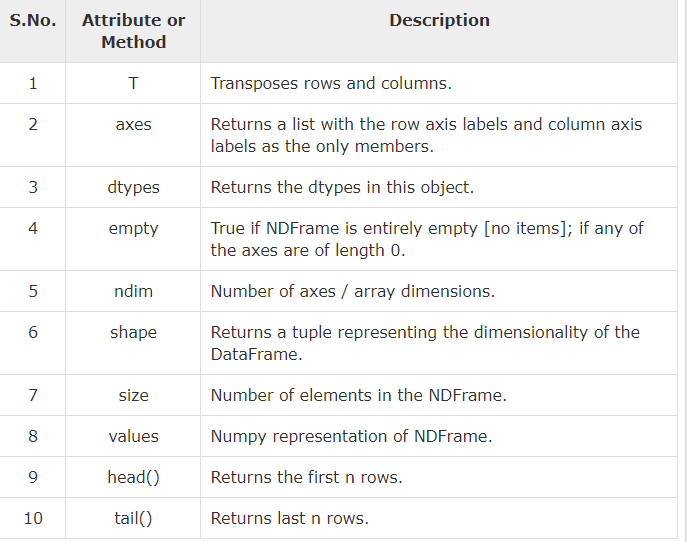 S.No. Attribute or Method Description
1 T Transposes rows and columns.
2 axes Returns a list with the row axis labels and column axis
labels as the only members.
3 dtypes Returns the dtypes in this object.
4 empty True if NDFrame is entirely empty [no items]; if any of
the axes are of length 0.
5 ndim Number of axes / array dimensions.
6 shape Returns a tuple representing the dimensionality of the
DataFrame.
7 size Number of elements in the NDFrame.
8 values Numpy representation of NDFrame.
9 head() Returns the first n rows.
10 tail() Returns last n rows.